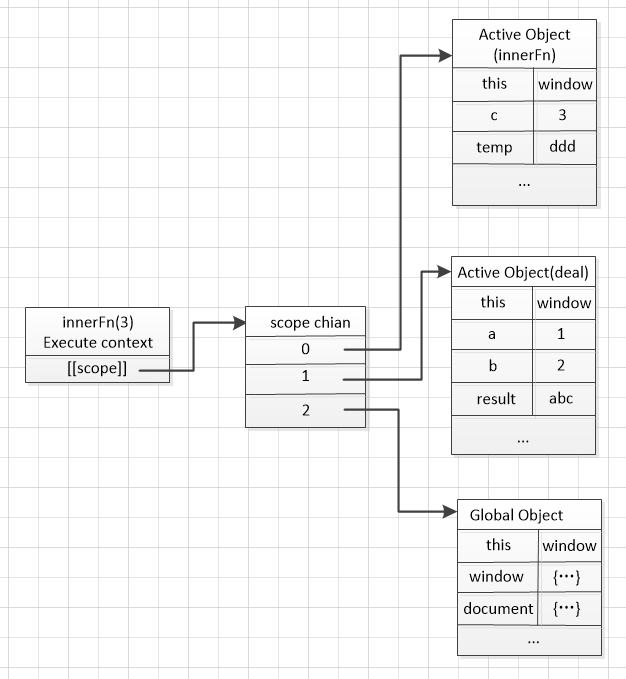 innerFn(3)
Execute context
[[scope]]
scope chian
0
1
2
Active Object
(innerFn)
this window
c 3
temp ddd
...
Active Object(deal)
this window
a 1
b 2
result abc
...
Global Object
this window
window {···}
document {···}
...